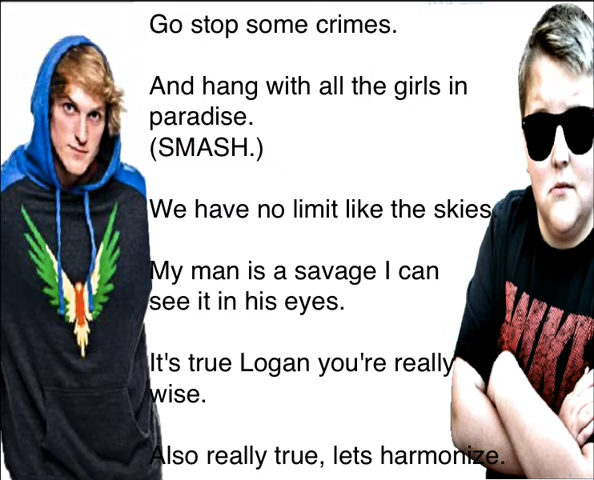 Go stop some crimes.
And hang with all the girls in
paradise.
(SMASH.)
We have no limit like the skies.
My man is a savage I can
see it in his eyes.
It's true Logan you're really
wise.
Also really true, lets harmonize.